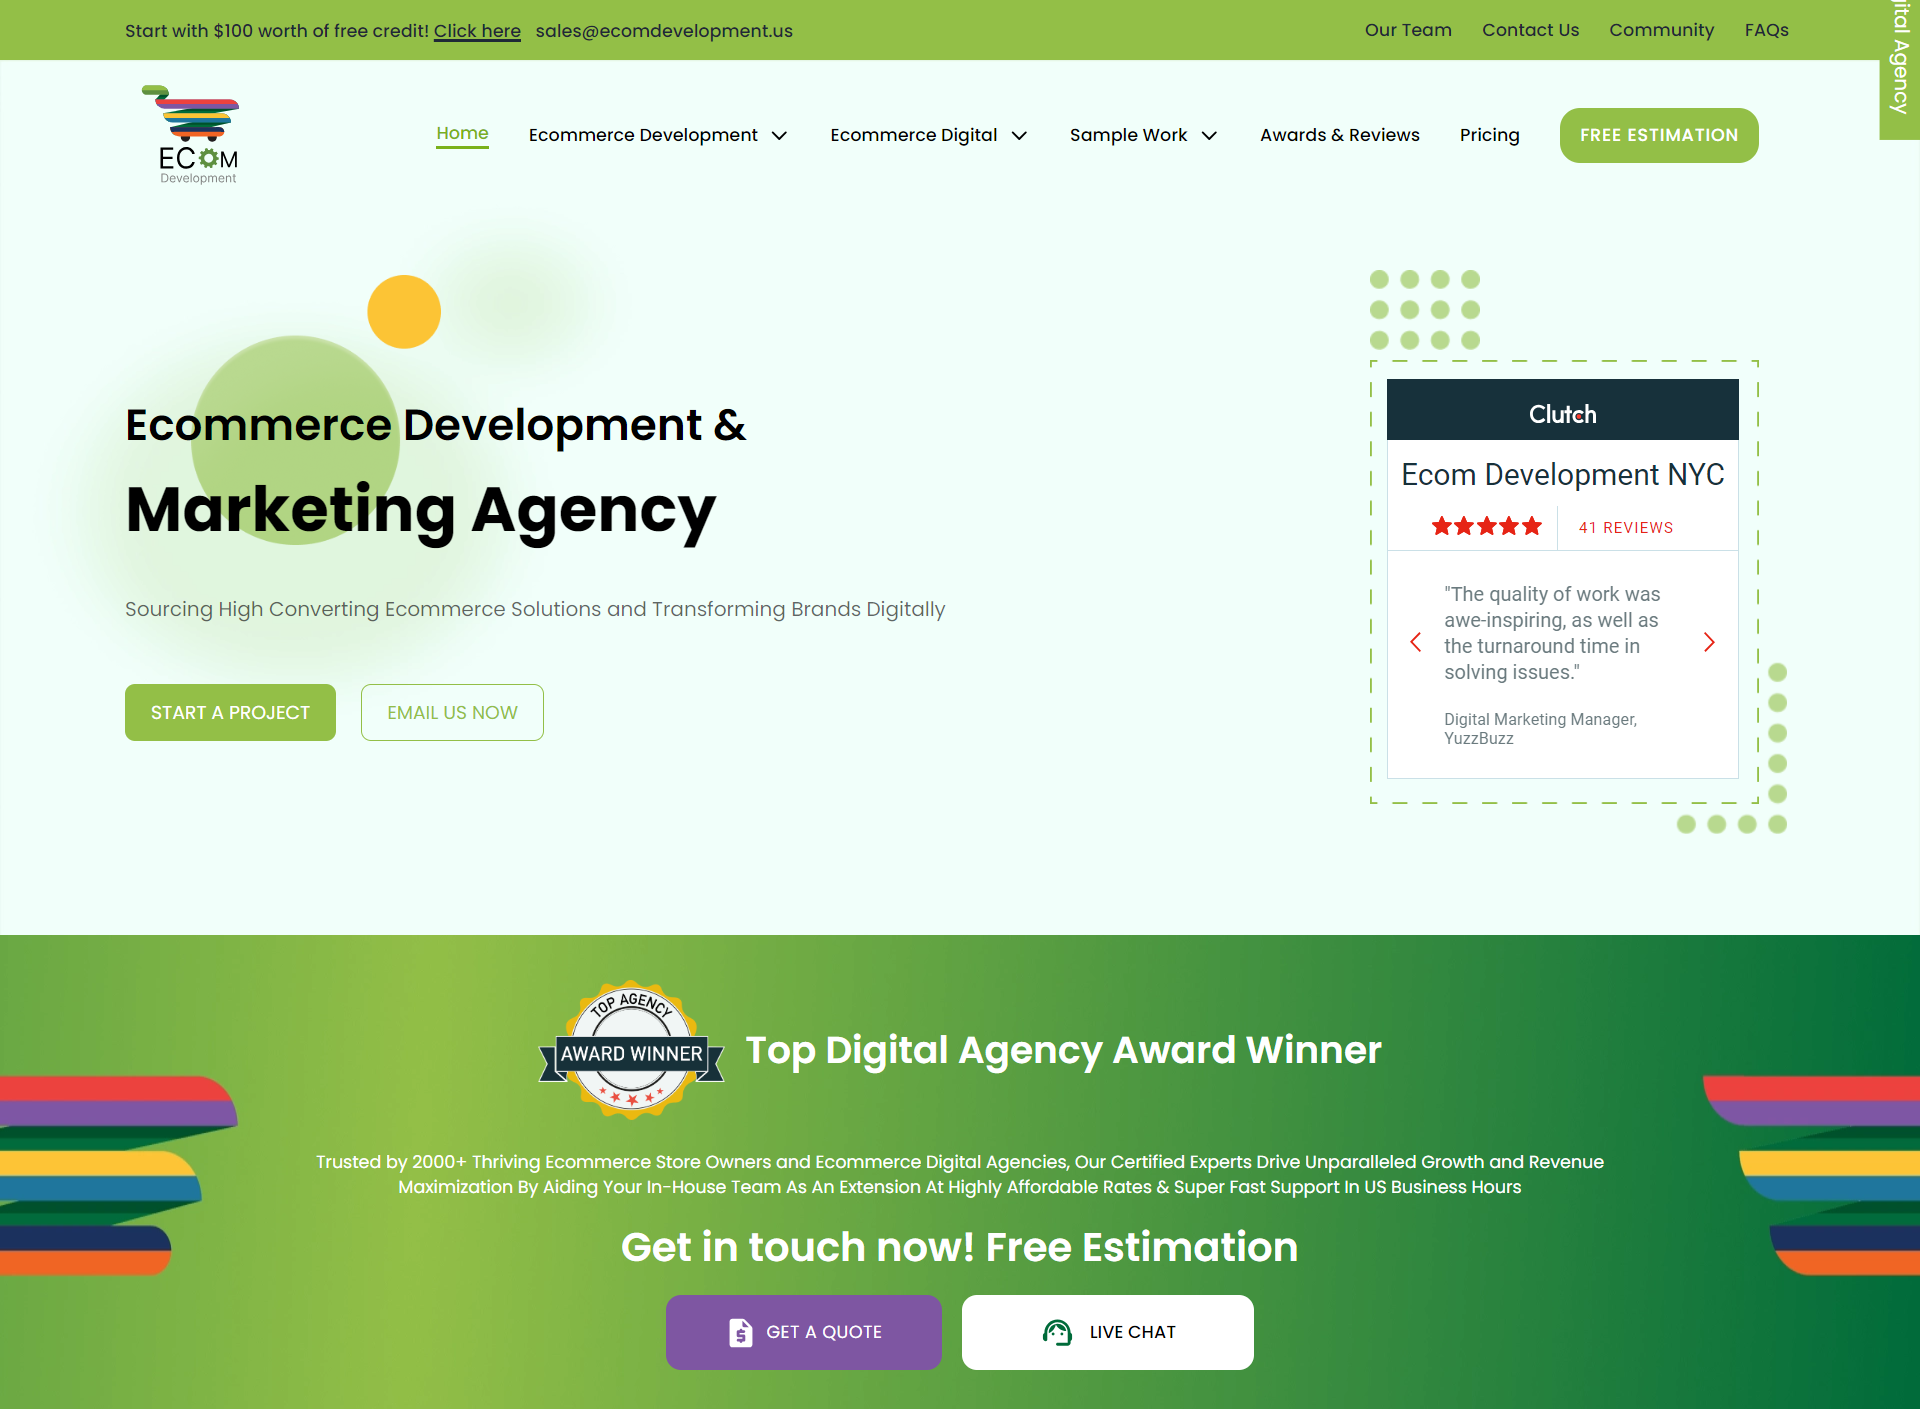 Start with $100 worth of free credit! Click here sales@ecomdevelopment.us
Our Team Contact Us Community FAQs
gital Agency
ECOM
Development
Home Ecommerce Development Ecommerce Digital Sample Work Awards & Reviews Pricing FREE ESTIMATION
Ecommerce Development &
Marketing Agency
Sourcing High Converting Ecommerce Solutions and Transforming Brands Digitally
START A PROJECT EMAIL US NOW
Clutch
Ecom Development NYC
41 REVIEWS
"The quality of work was
awe-inspiring, as well as
the turnaround time in
solving issues."
Digital Marketing Manager,
YuzzBuzz
TOP AGENCY
AWARD WINNER
Top Digital Agency Award Winner
Trusted by 2000+ Thriving Ecommerce Store Owners and Ecommerce Digital Agencies, Our Certified Experts Drive Unparalleled Growth and Revenue
Maximization By Aiding Your In-House Team As An Extension At Highly Affordable Rates & Super Fast Support In US Business Hours
Get in touch now! Free Estimation
GET A QUOTE LIVE CHAT